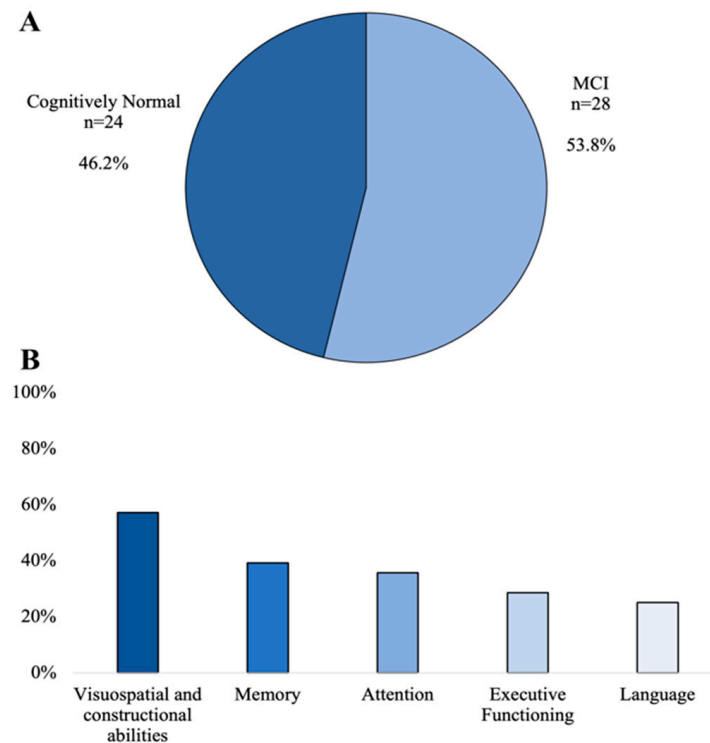 A
Cognitively Normal
n=24
46.2%
MCI
n=28
53.8%
B
100%
80%
60%
40%
20%
0%
Visuospatial and
constructional
abilities
Memory
Attention
Executive
Functioning
Language